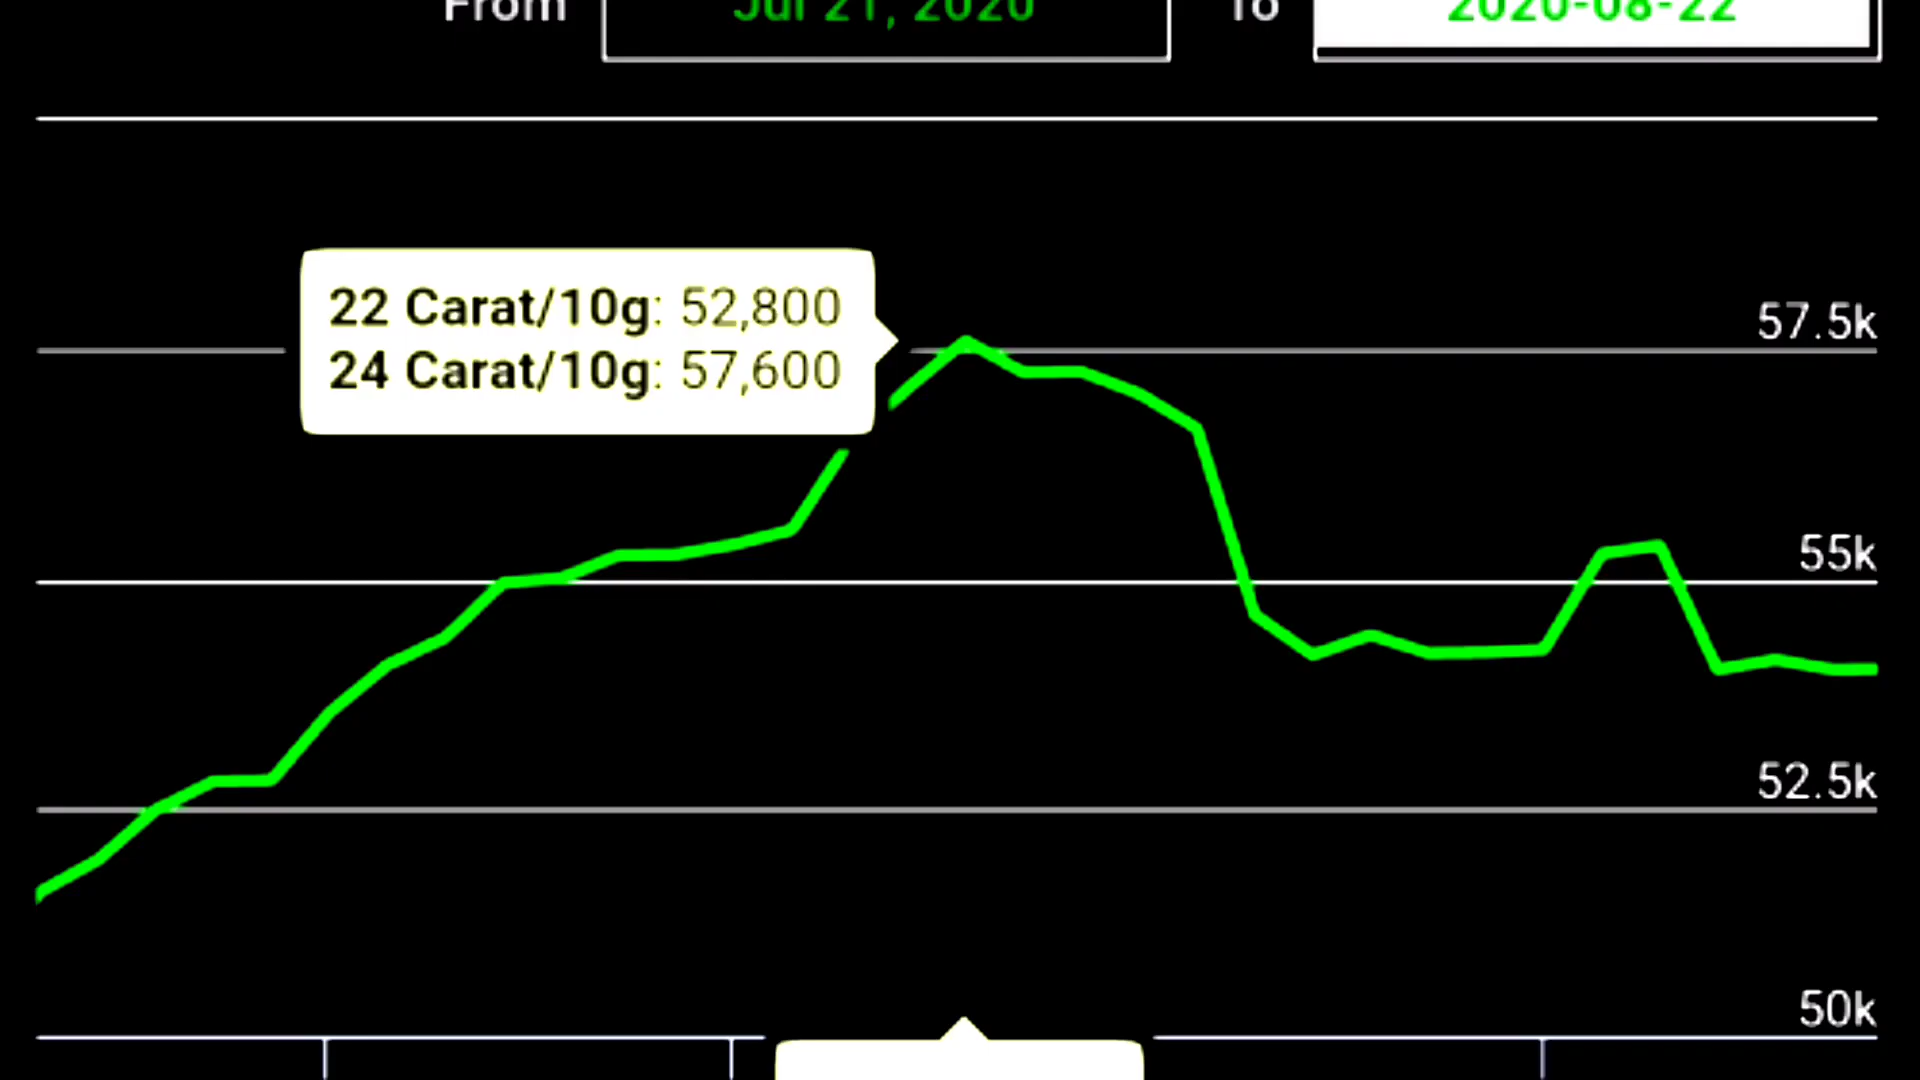 From Jul 21, 2020 To 2020-08-22
22 Carat/10g: 52,800
24 Carat/10g: 57,600
57.5k
55k
52.5k
50k